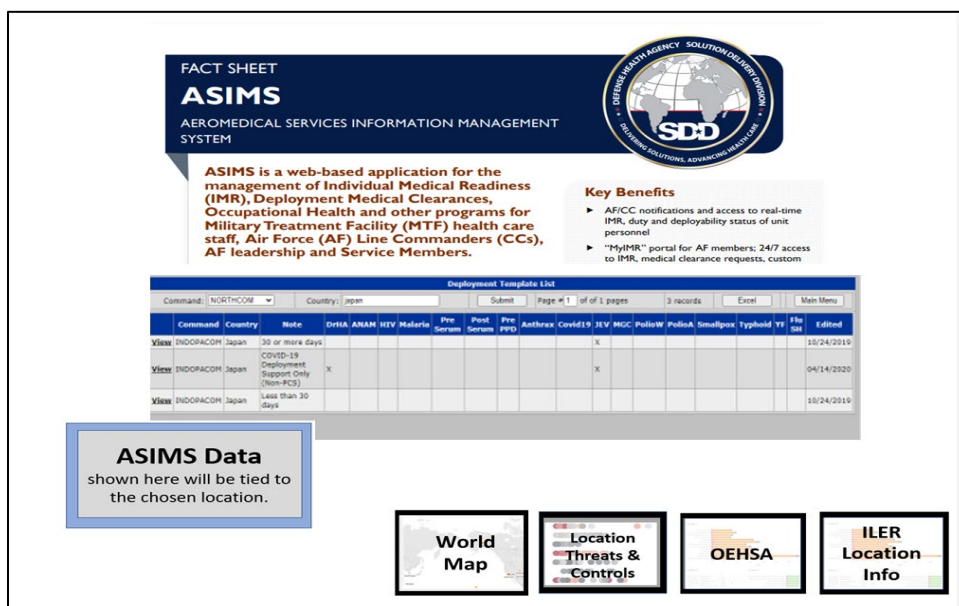 FACT SHEET
ASIMS
AEROMEDICAL SERVICES INFORMATION MANAGEMENT
SYSTEM
DEFENSE HEALTH AGENCY SOLUTION DELIVERY DIVISION
SDD
DELIVERING SOLUTIONS, ADVANCING HEALTH CARE
ASIMS is a web-based application for the
management of Individual Medical Readiness
(IMR), Deployment Medical Clearances,
Occupational Health and other programs for
Military Treatment Facility (MTF) health care
staff, Air Force (AF) Line Commanders (CCs),
AF leadership and Service Members.
Key Benefits
► AF/CC notifications and access to real-time
IMR, duty and deployability status of unit
personnel
► "MyIMR" portal for AF members; 24/7 access
to IMR, medical clearance requests, custom
Deployment Template List
Command: NORTHCOM Country: japan Submit Page # 1 of of 1 pages 3 records Excel Main Menu
Command Country Note DrHA ANAM HIV Malaria Pre Serum Post Serum Pre PPD Anthrax Covid19 JEV MGC PolioW PolioA Smallpox Typhoid YF Flu SH Edited
View INDOPACOM Japan 30 or more days X 10/24/2019
View INDOPACOM Japan COVID-19 Deployment Support Only (Non-PCS) X X 04/14/2020
View INDOPACOM Japan Less than 30 days 10/24/2019
ASIMS Data
shown here will be tied to
the chosen location.
World
Map
Location
Threats &
Controls
OEHSA
ILER
Location
Info